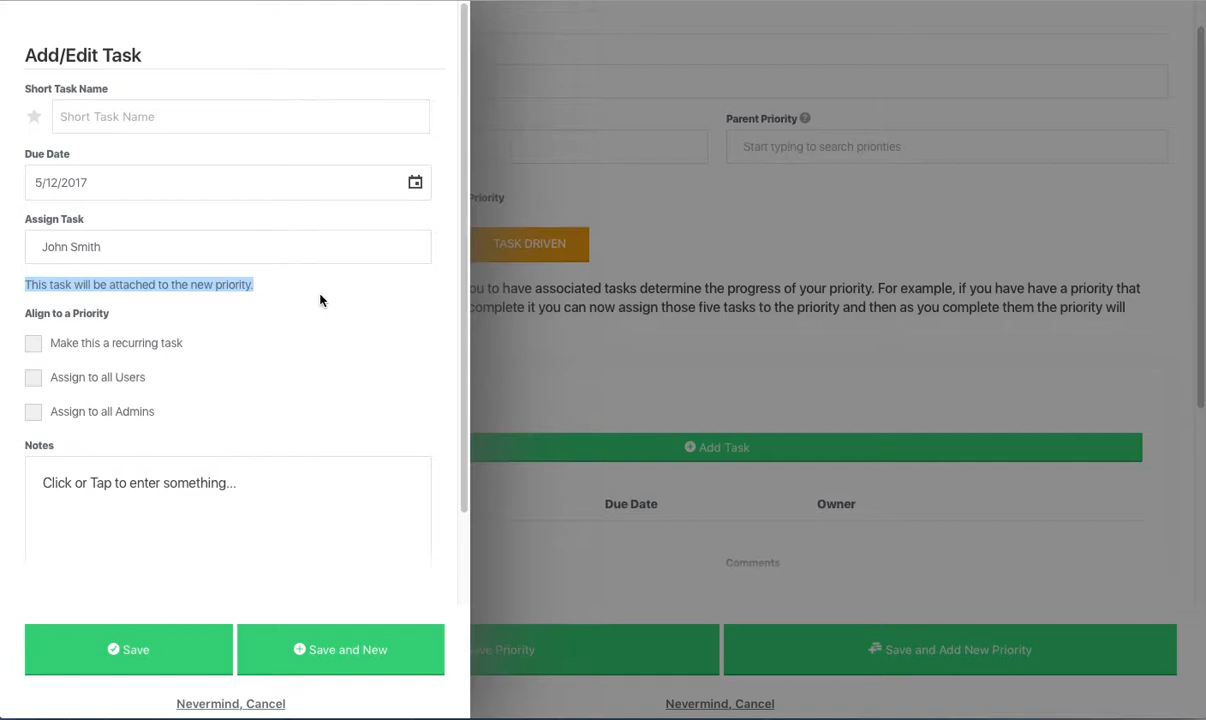 Add/Edit Task
Short Task Name
Short Task Name
Due Date
5/12/2017
Assign Task
John Smith
This task will be attached to the new priority.
Align to a Priority
Make this a recurring task
Assign to all Users
Assign to all Admins
Notes
Click or Tap to enter something...
Save
Save and New
Nevermind, Cancel
Parent Priority
Start typing to search priorities
Priority
TASK DRIVEN
ou to have associated tasks determine the progress of your priority. For example, if you have have a priority that
complete it you can now assign those five tasks to the priority and then as you complete them the priority will
Add Task
Due Date Owner
Comments
ve Priority
Save and Add New Priority
Nevermind, Cancel